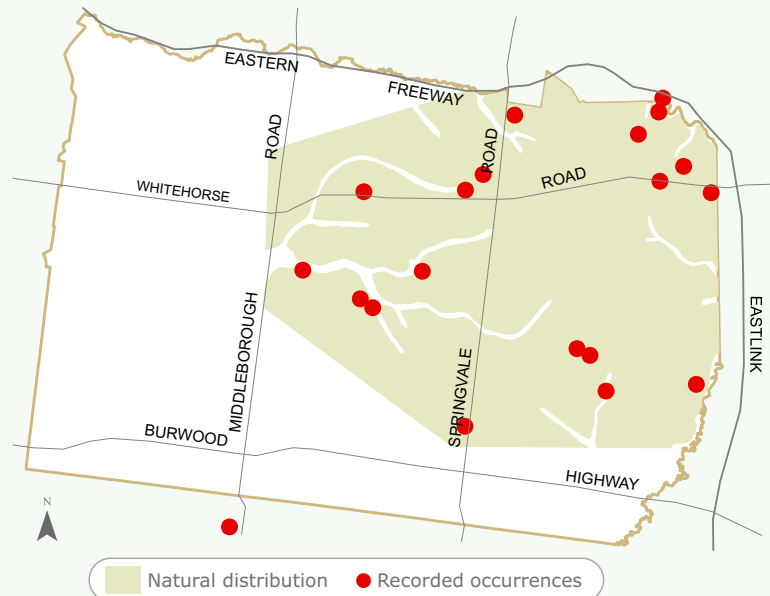 EASTERN
FREEWAY
ROAD
ROAD
ROAD
WHITEHORSE
MIDDLEBOROUGH
SPRINGVALE
EASTLINK
BURWOOD
HIGHWAY
N
Natural distribution
Recorded occurrences